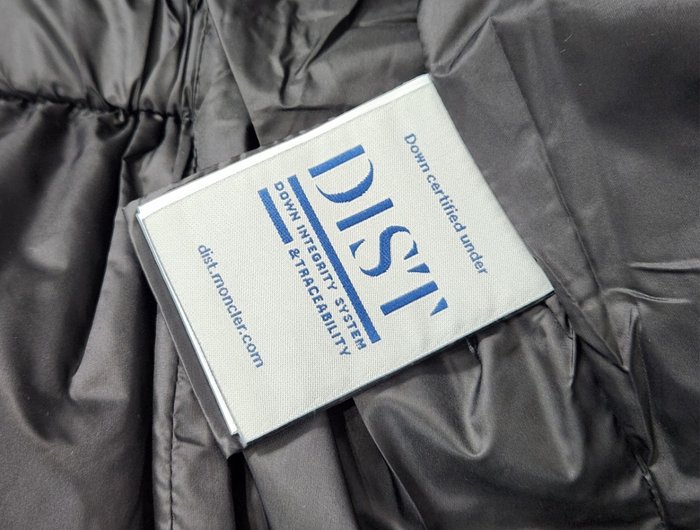 Down certified under
DIST
DOWN INTEGRITY SYSTEM
& TRACEABILITY
dist.moncler.com